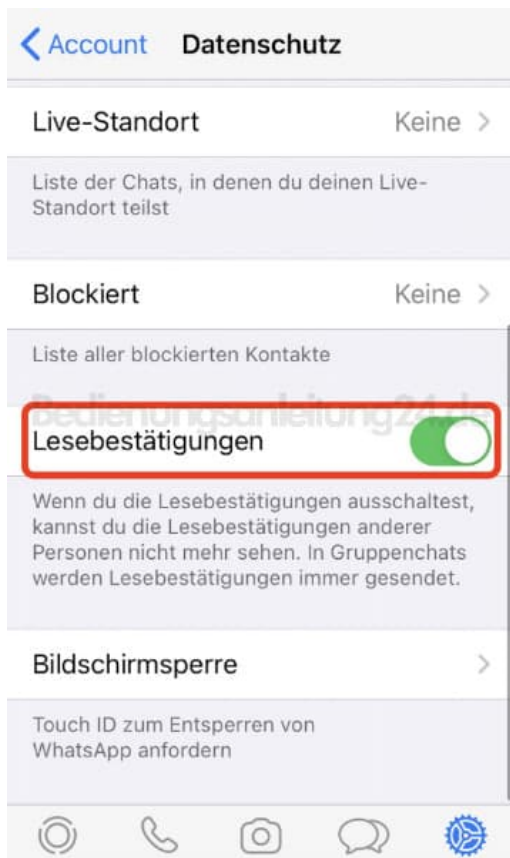 Account Datenschutz
Live-Standort Keine
Liste der Chats, in denen du deinen Live-
Standort teilst
Blockiert Keine
Liste aller blockierten Kontakte
Bedienungsanleitung24.de
Lesebestätigungen
Wenn du die Lesebestätigungen ausschaltest,
kannst du die Lesebestätigungen anderer
Personen nicht mehr sehen. In Gruppenchats
werden Lesebestätigungen immer gesendet.
Bildschirmsperre
Touch ID zum Entsperren von
WhatsApp anfordern